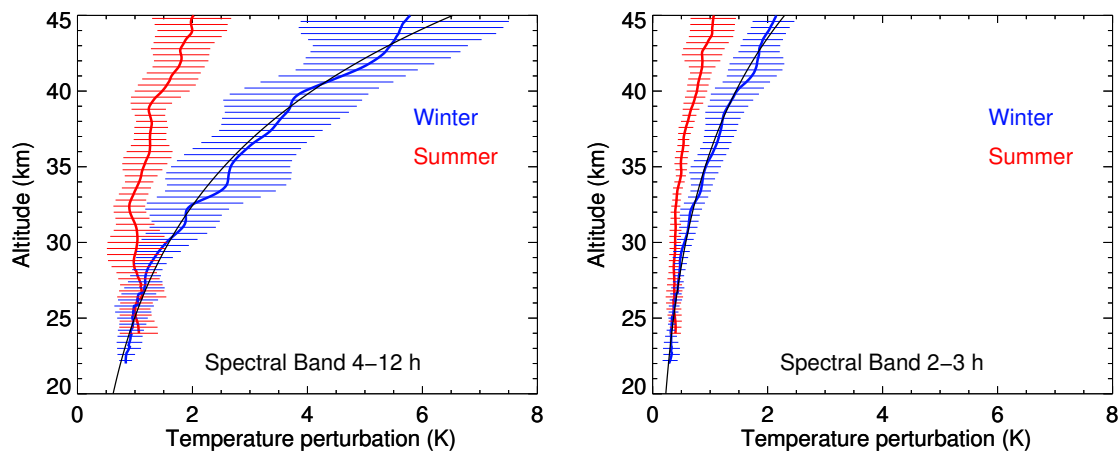 45
40
35
30
25
20
Altitude (km)
Winter
Summer
Spectral Band 4−12 h
0 2 4 6 8
Temperature perturbation (K)
45
40
35
30
25
20
Altitude (km)
Winter
Summer
Spectral Band 2−3 h
0 2 4 6 8
Temperature perturbation (K)